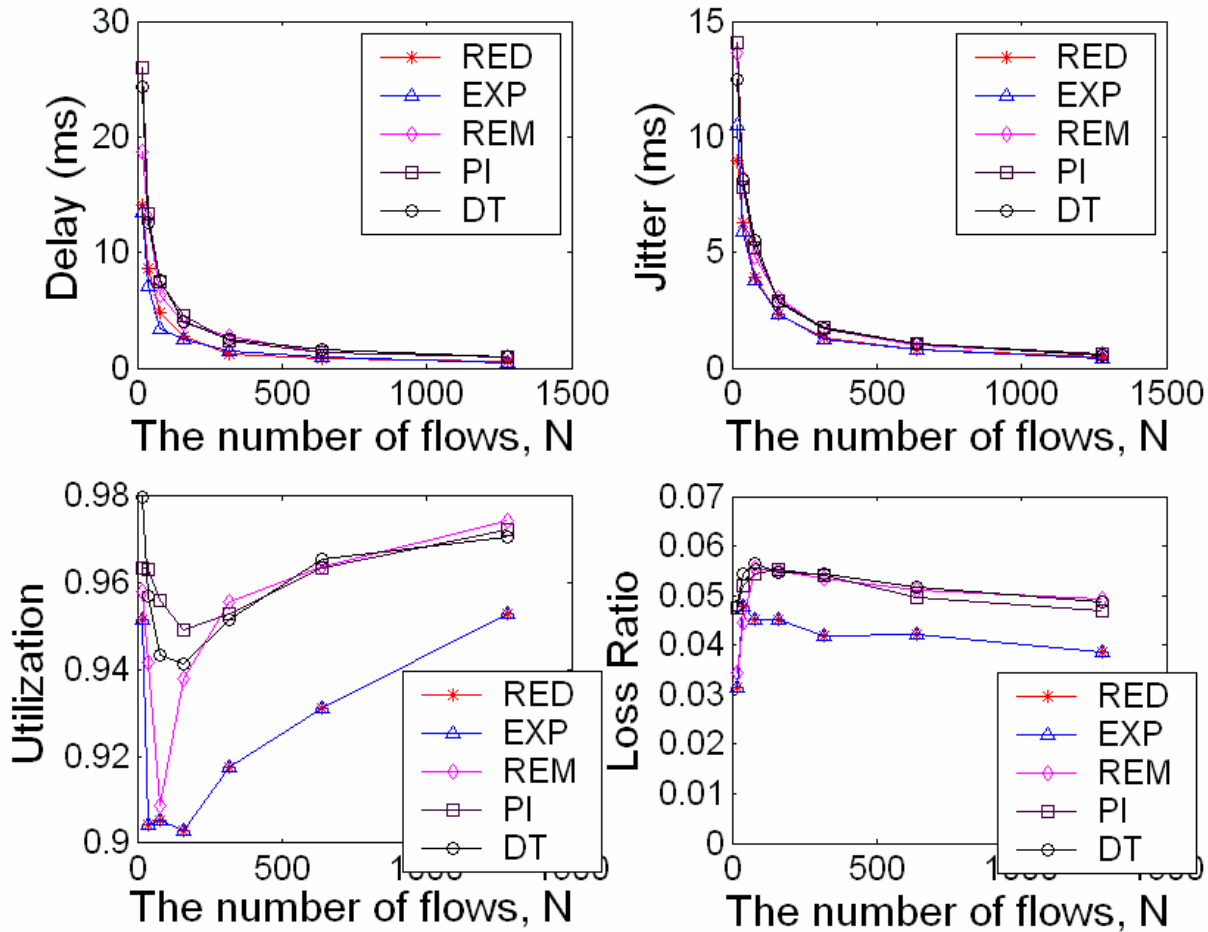 30
20
10
0
Delay (ms)
RED
EXP
REM
PI
DT
0
500
1000
1500
The number of flows, N
15
10
5
0
Jitter (ms)
RED
EXP
REM
PI
DT
0
500
1000
1500
The number of flows, N
0.98
0.96
0.94
0.92
0.9
Utilization
RED
EXP
REM
PI
DT
0
500
The number of flows, N
0.07
0.06
0.05
0.04
0.03
0.02
0.01
0
Loss Ratio
RED
EXP
REM
PI
DT
0
500
The number of flows, N